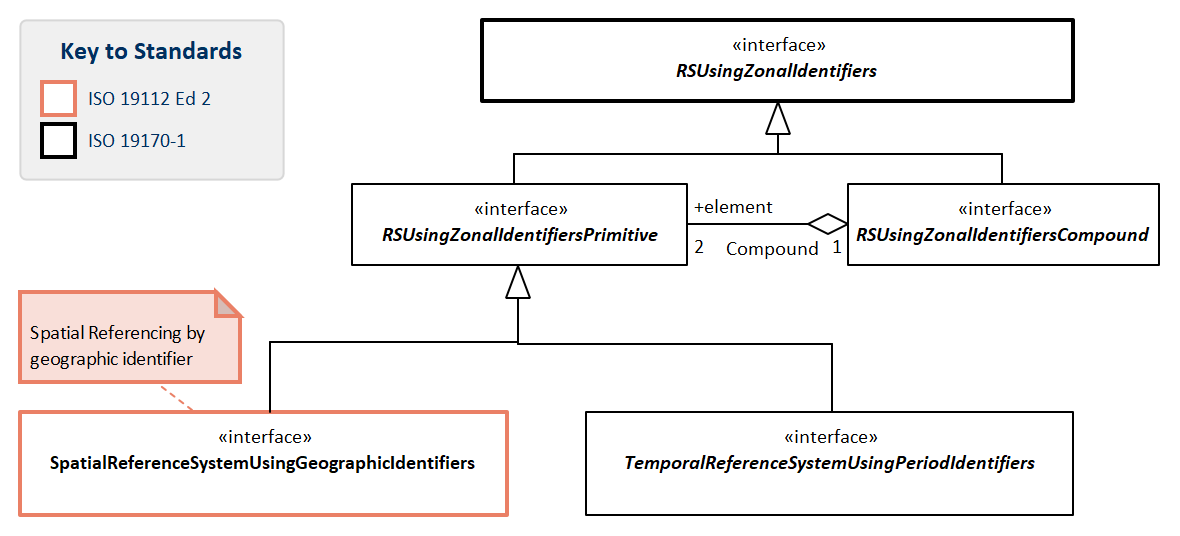 Key to Standards
ISO 19112 Ed 2
ISO 19170-1
«interface»
RSUsingZonalIdentifiers
«interface»
RSUsingZonalIdentifiersPrimitive
+element
2
Compound
1
«interface»
RSUsingZonalIdentifiersCompound
Spatial Referencing by
geographic identifier
«interface»
SpatialReferenceSystemUsingGeographicIdentifiers
«interface»
TemporalReferenceSystemUsingPeriodIdentifiers